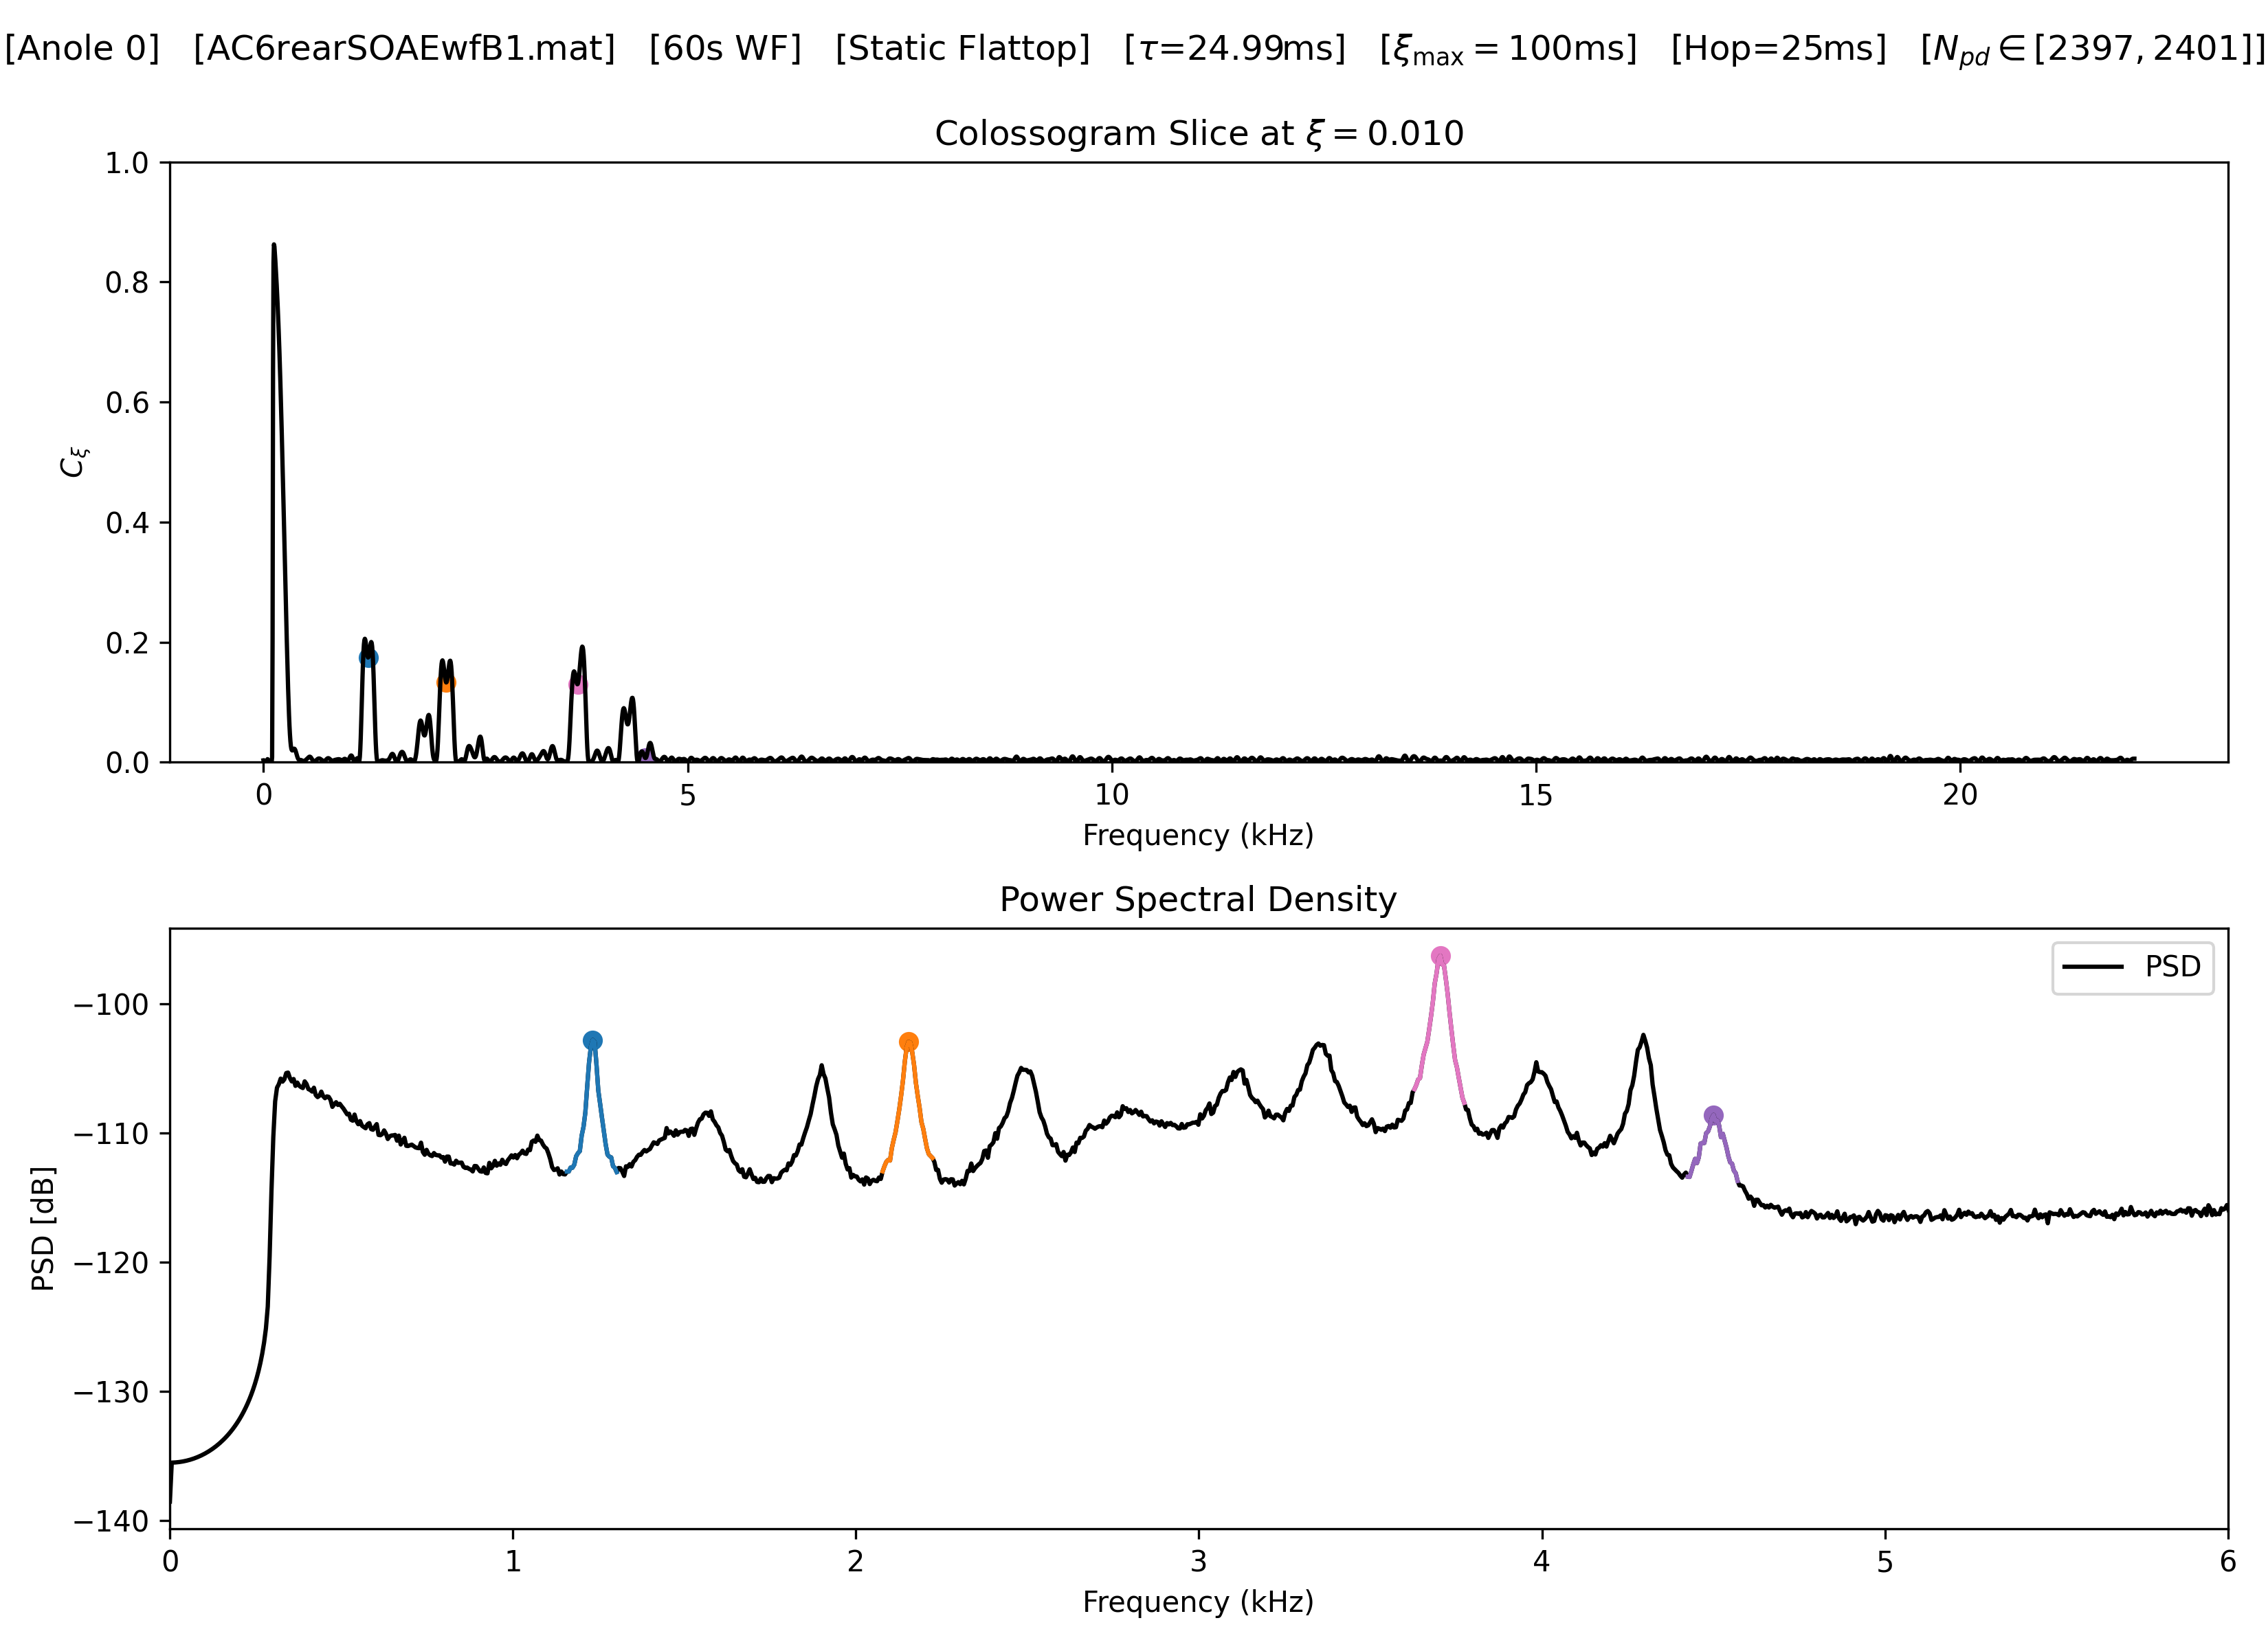 [Anole 0] [AC6rearSOAEwfB1.mat] [60s WF] [Static Flattop] [τ=24.99ms] [ξmax = 100ms] [Hop=25ms] [Npd ∈ [2397, 2401]]
Colossogram Slice at ξ = 0.010
1.0
0.8
0.6
0.4
0.2
0.0
Cξ
0 5 10 15 20
Frequency (kHz)
Power Spectral Density
PSD
−100
−110
−120
−130
−140
PSD [dB]
0 1 2 3 4 5 6
Frequency (kHz)